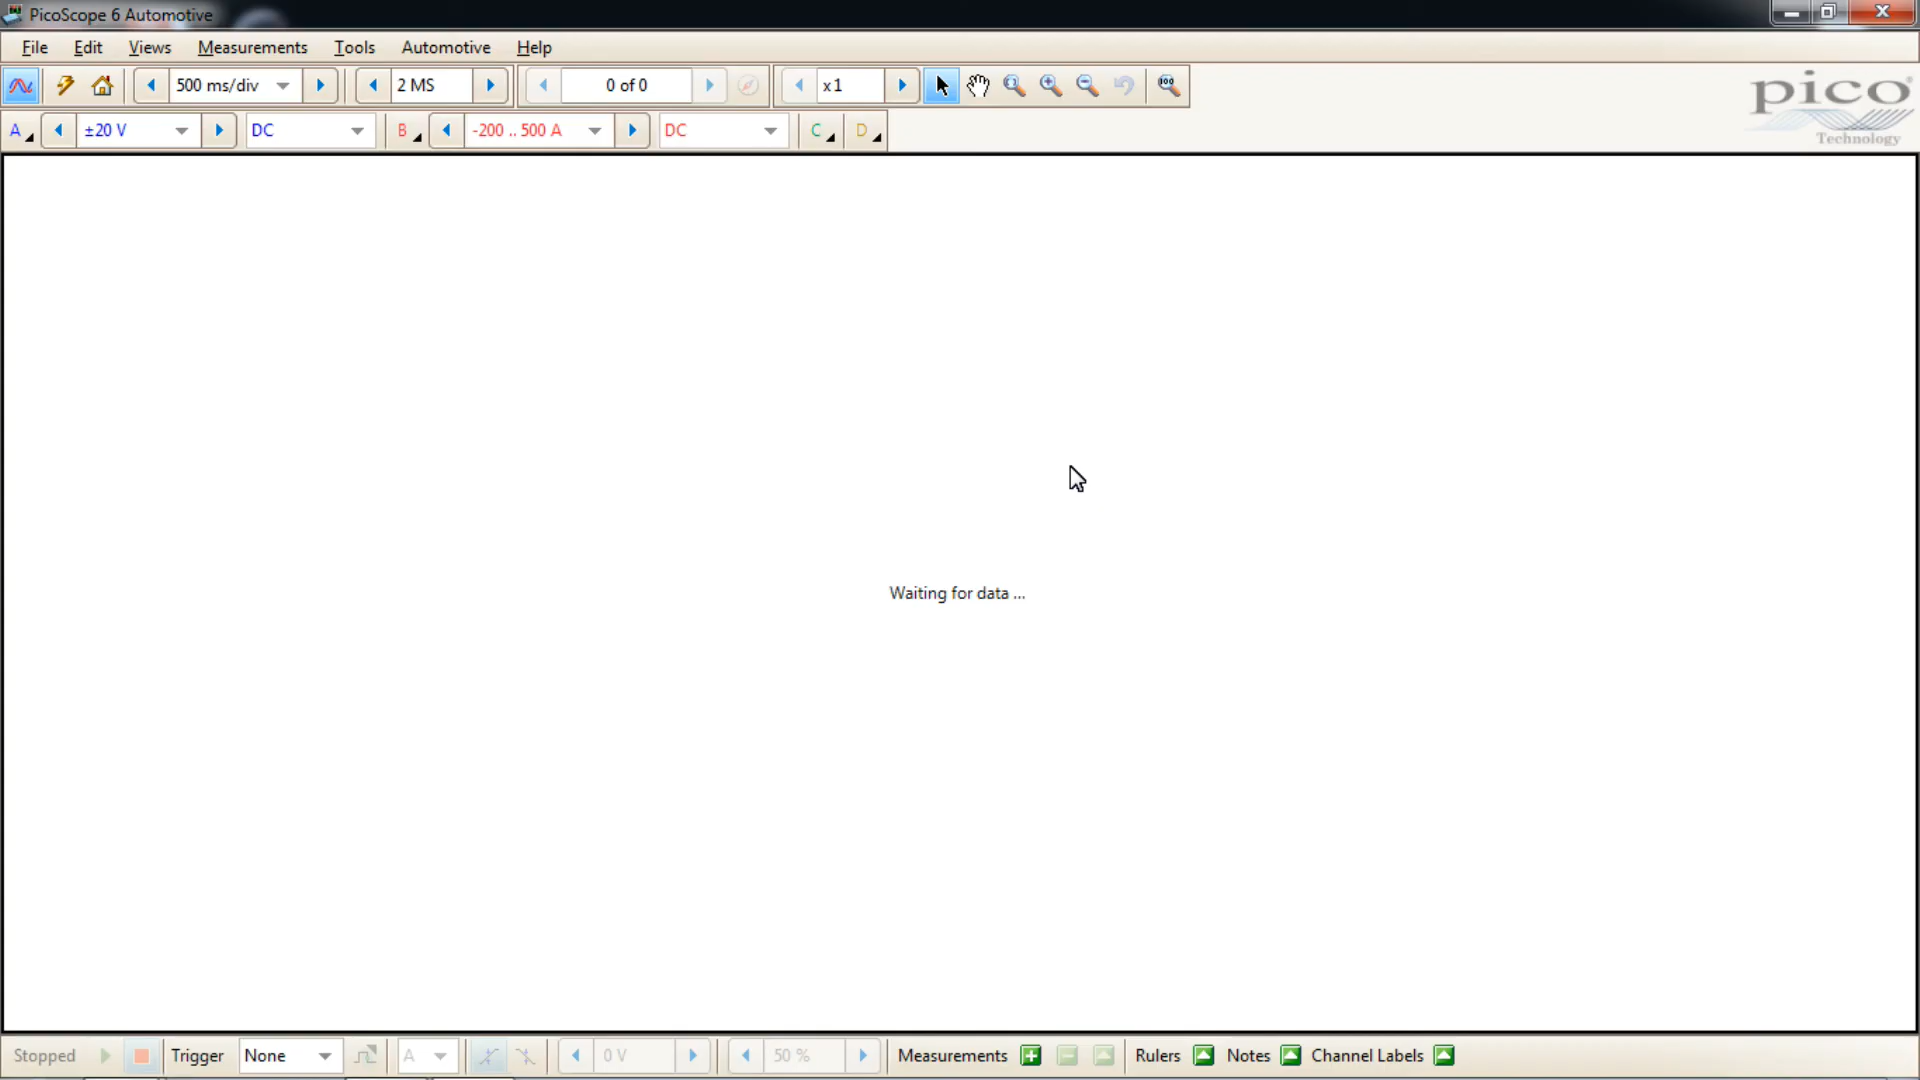 PicoScope 6 Automotive
File Edit Views Measurements Tools Automotive Help
500 ms/div 2 MS 0 of 0 x1 100
pico
Technology
A ±20 V DC B -200 .. 500 A DC C D
Waiting for data ...
Stopped Trigger None A 0 V 50 % Measurements Rulers Notes Channel Labels